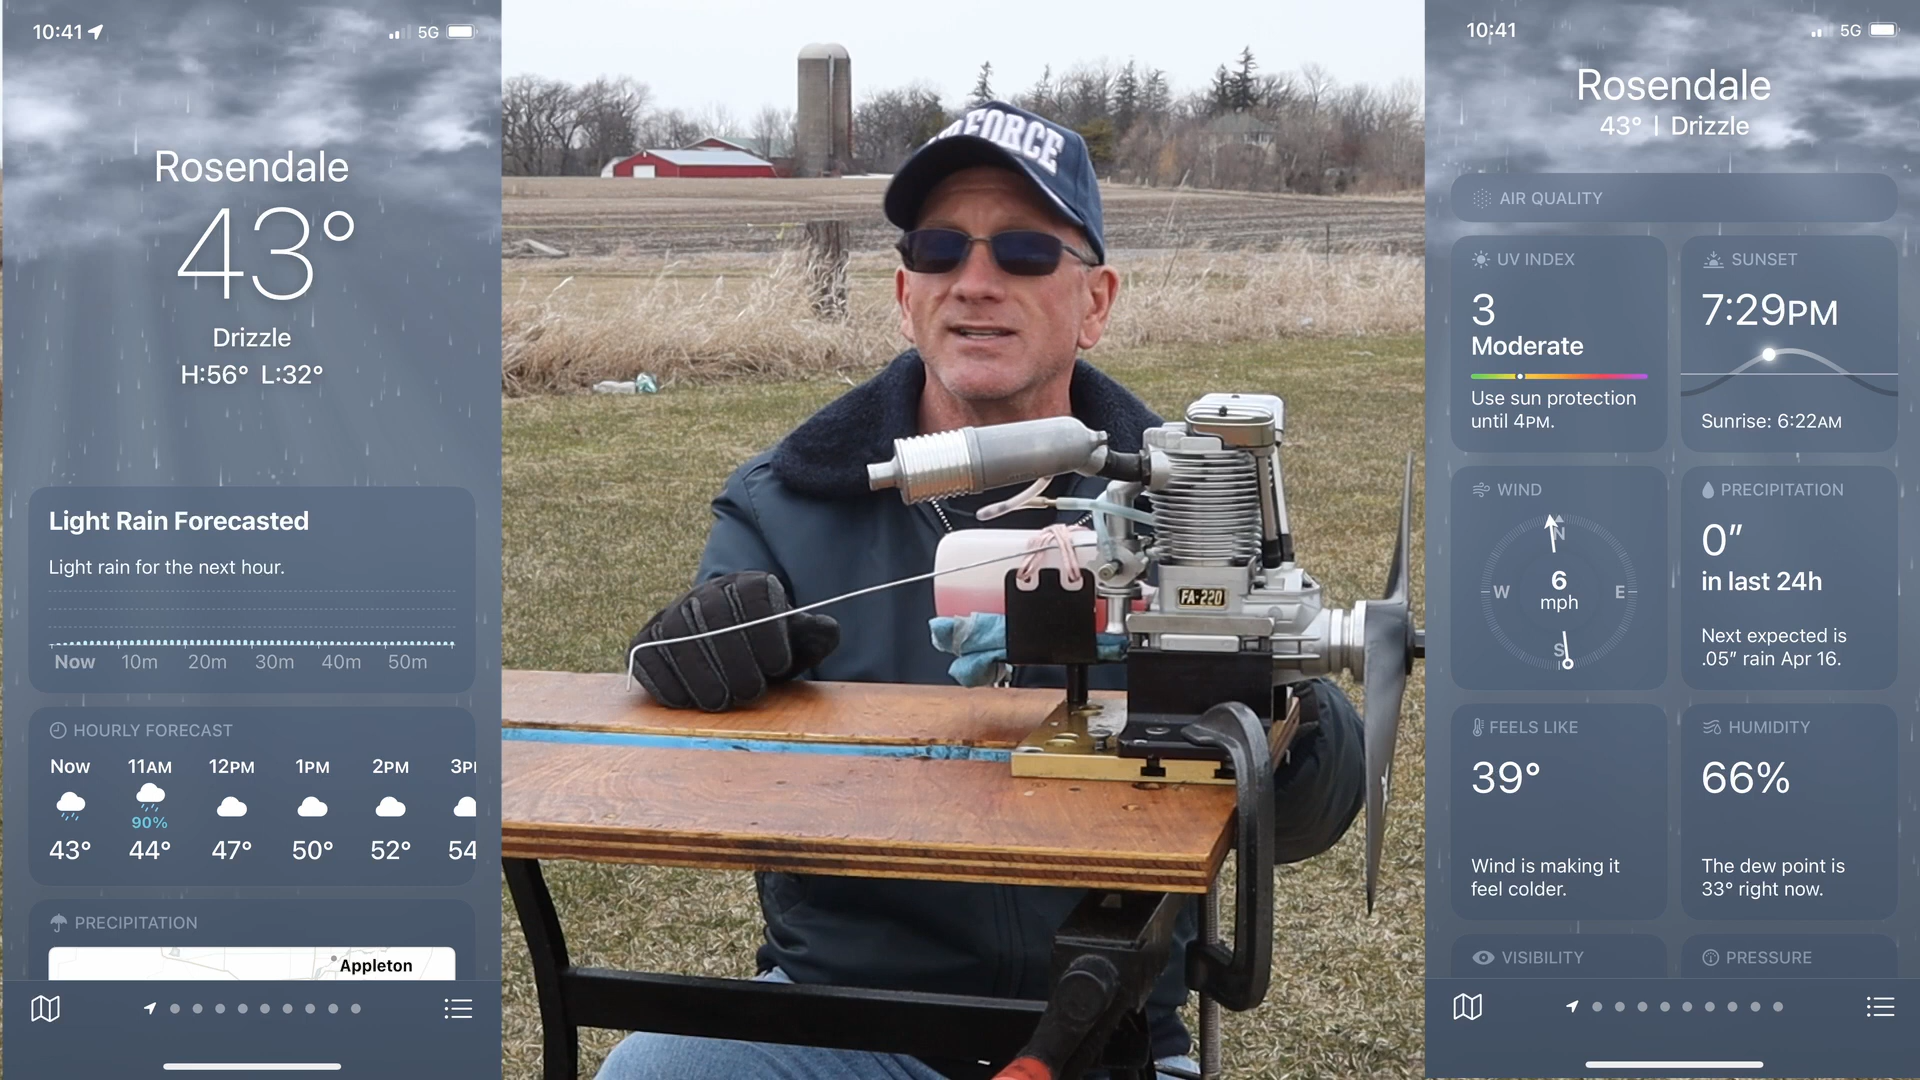 10:41
5G
Rosendale
43°
Drizzle
H:56° L:32°
Light Rain Forecasted
Light rain for the next hour.
Now 10m 20m 30m 40m 50m
HOURLY FORECAST
Now 11AM 12PM 1PM 2PM
90%
43° 44° 47° 50° 52° 54
PRECIPITATION
Appleton
FORCE
FA-220
10:41
5G
Rosendale
43° | Drizzle
AIR QUALITY
UV INDEX
3
Moderate
Use sun protection
until 4PM.
SUNSET
7:29PM
Sunrise: 6:22AM
WIND
N
W 6 E
mph
S
PRECIPITATION
0"
in last 24h
Next expected is
.05" rain Apr 16.
FEELS LIKE
39°
Wind is making it
feel colder.
HUMIDITY
66%
The dew point is
33° right now.
VISIBILITY
PRESSURE